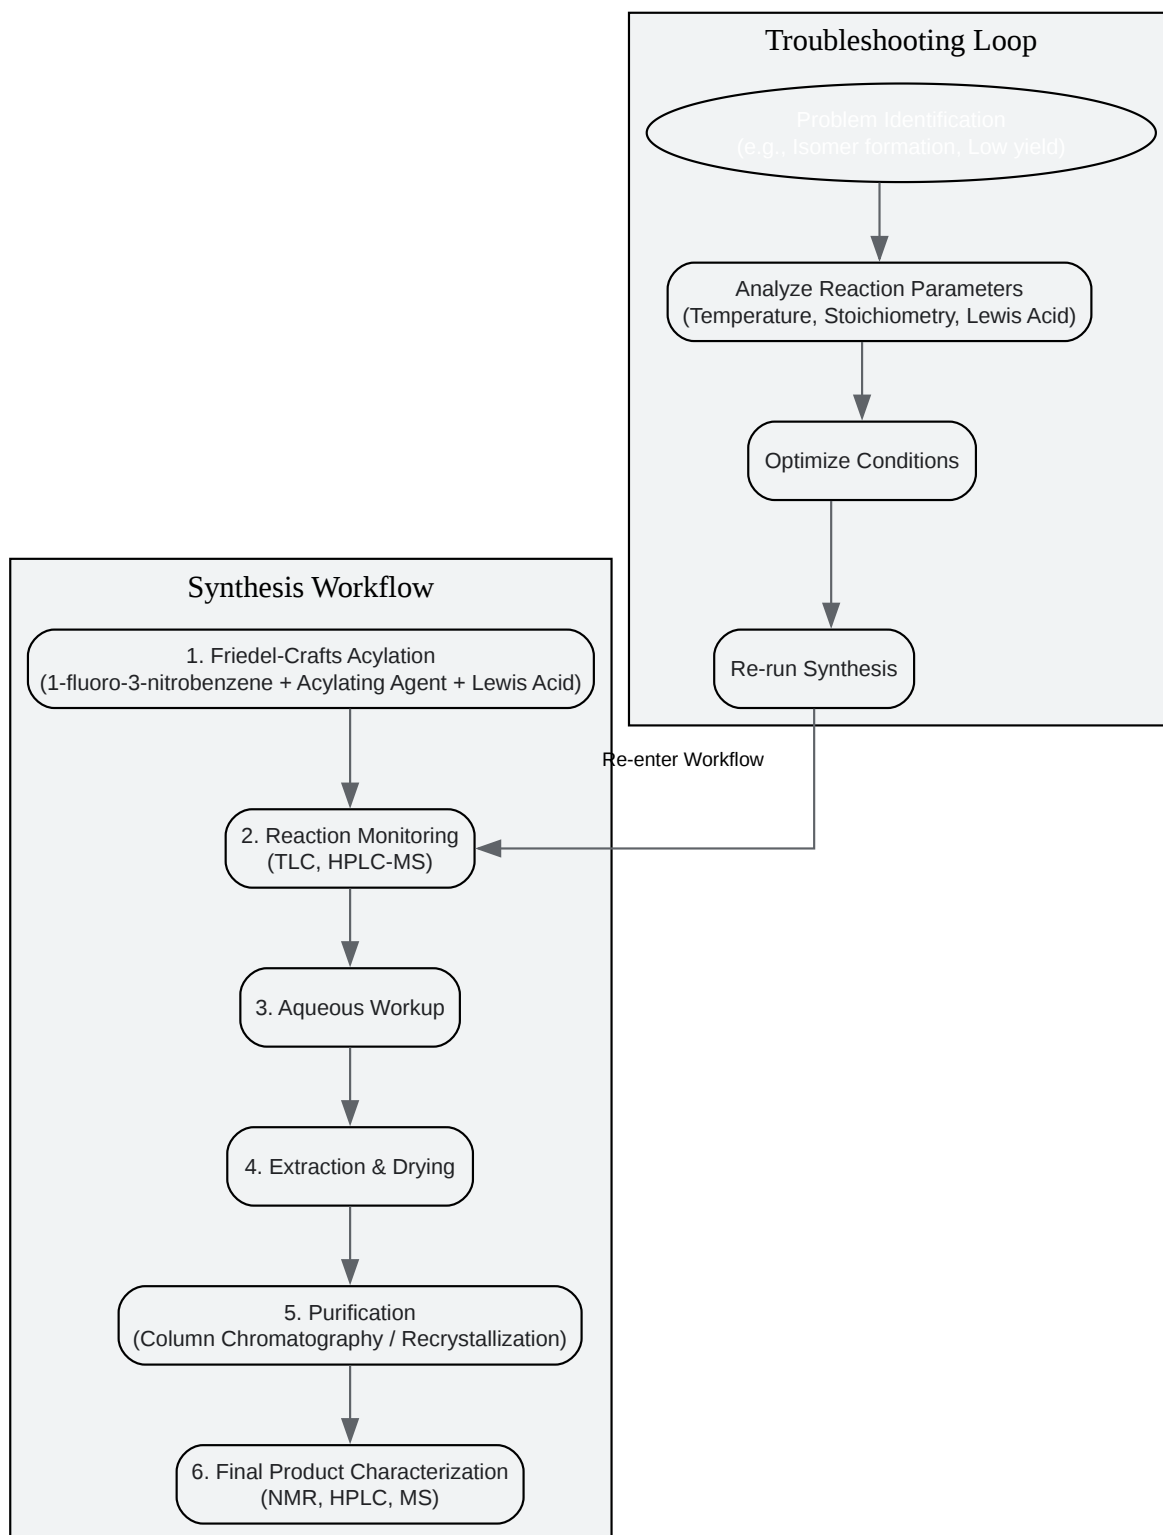 Troubleshooting Loop
Problem Identification
(e.g., Isomer formation, Low yield)
Analyze Reaction Parameters
(Temperature, Stoichiometry, Lewis Acid)
Optimize Conditions
Synthesis Workflow
1. Friedel-Crafts Acylation
(1-fluoro-3-nitrobenzene + Acylating Agent + Lewis Acid)
Re-run Synthesis
Re-enter Workflow
2. Reaction Monitoring
(TLC, HPLC-MS)
3. Aqueous Workup
4. Extraction & Drying
5. Purification
(Column Chromatography / Recrystallization)
6. Final Product Characterization
(NMR, HPLC, MS)